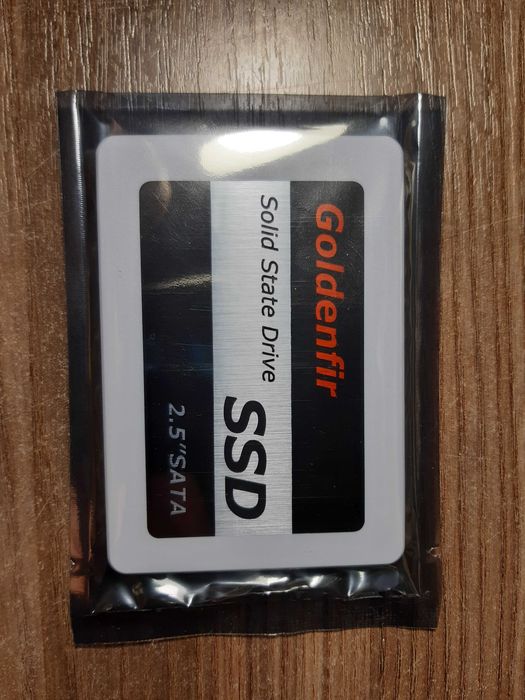 Goldenfir
Solid State Drive
SSD
2.5"SATA